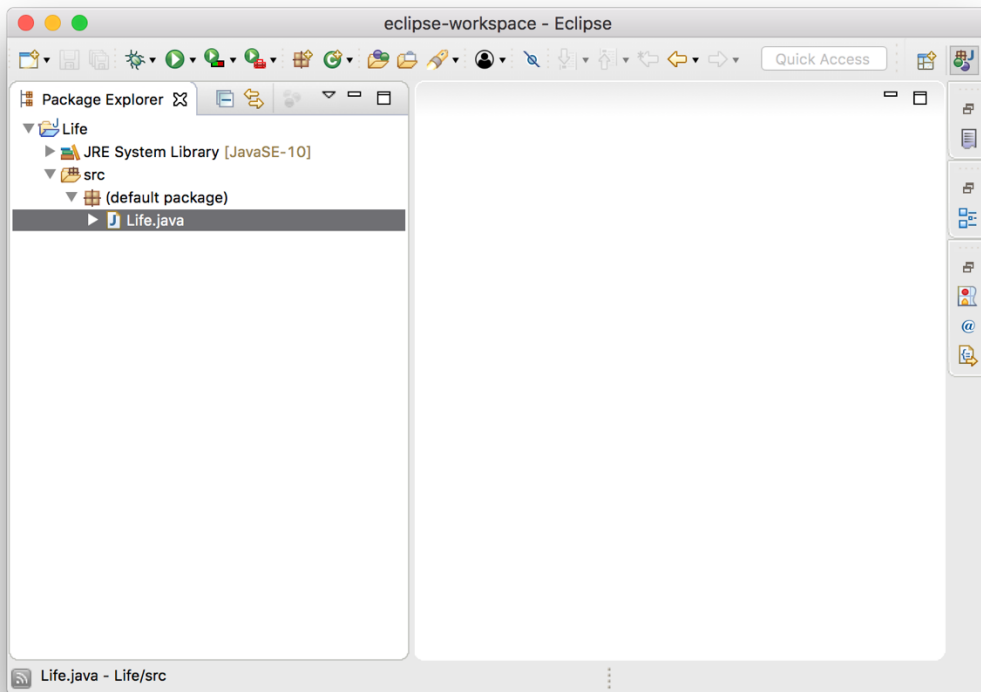 eclipse-workspace - Eclipse
Quick Access
Package Explorer
Life
JRE System Library [JavaSE-10]
src
(default package)
Life.java
Life.java - Life/src